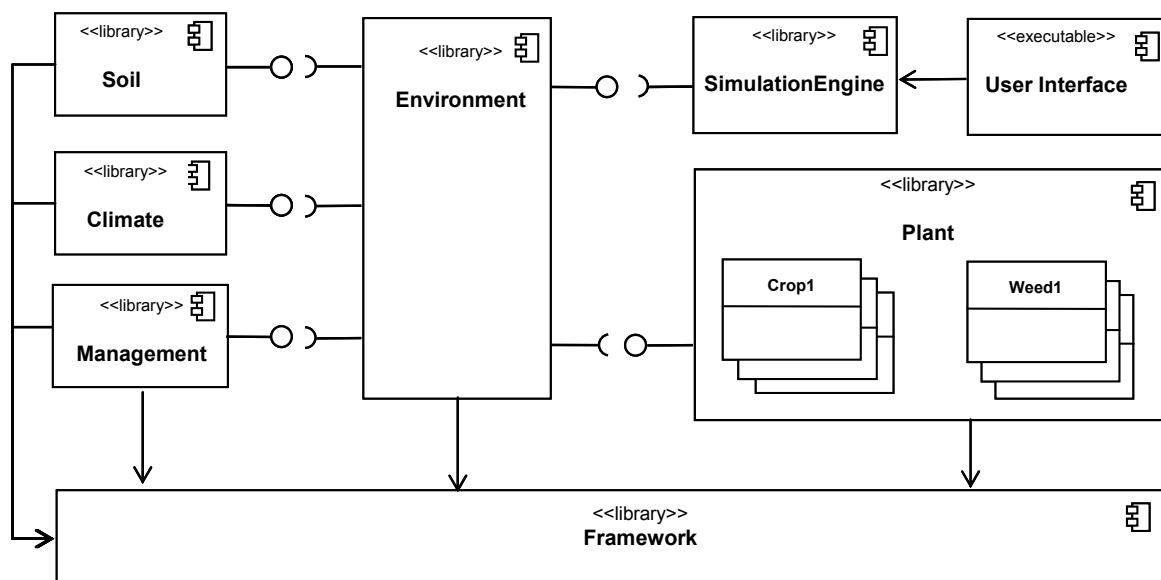 <<library>>
Soil
<<library>>
Environment
<<library>>
SimulationEngine
<<executable>>
User Interface
<<library>>
Climate
<<library>>
Plant
Crop1
Weed1
<<library>>
Management
<<library>>
Framework